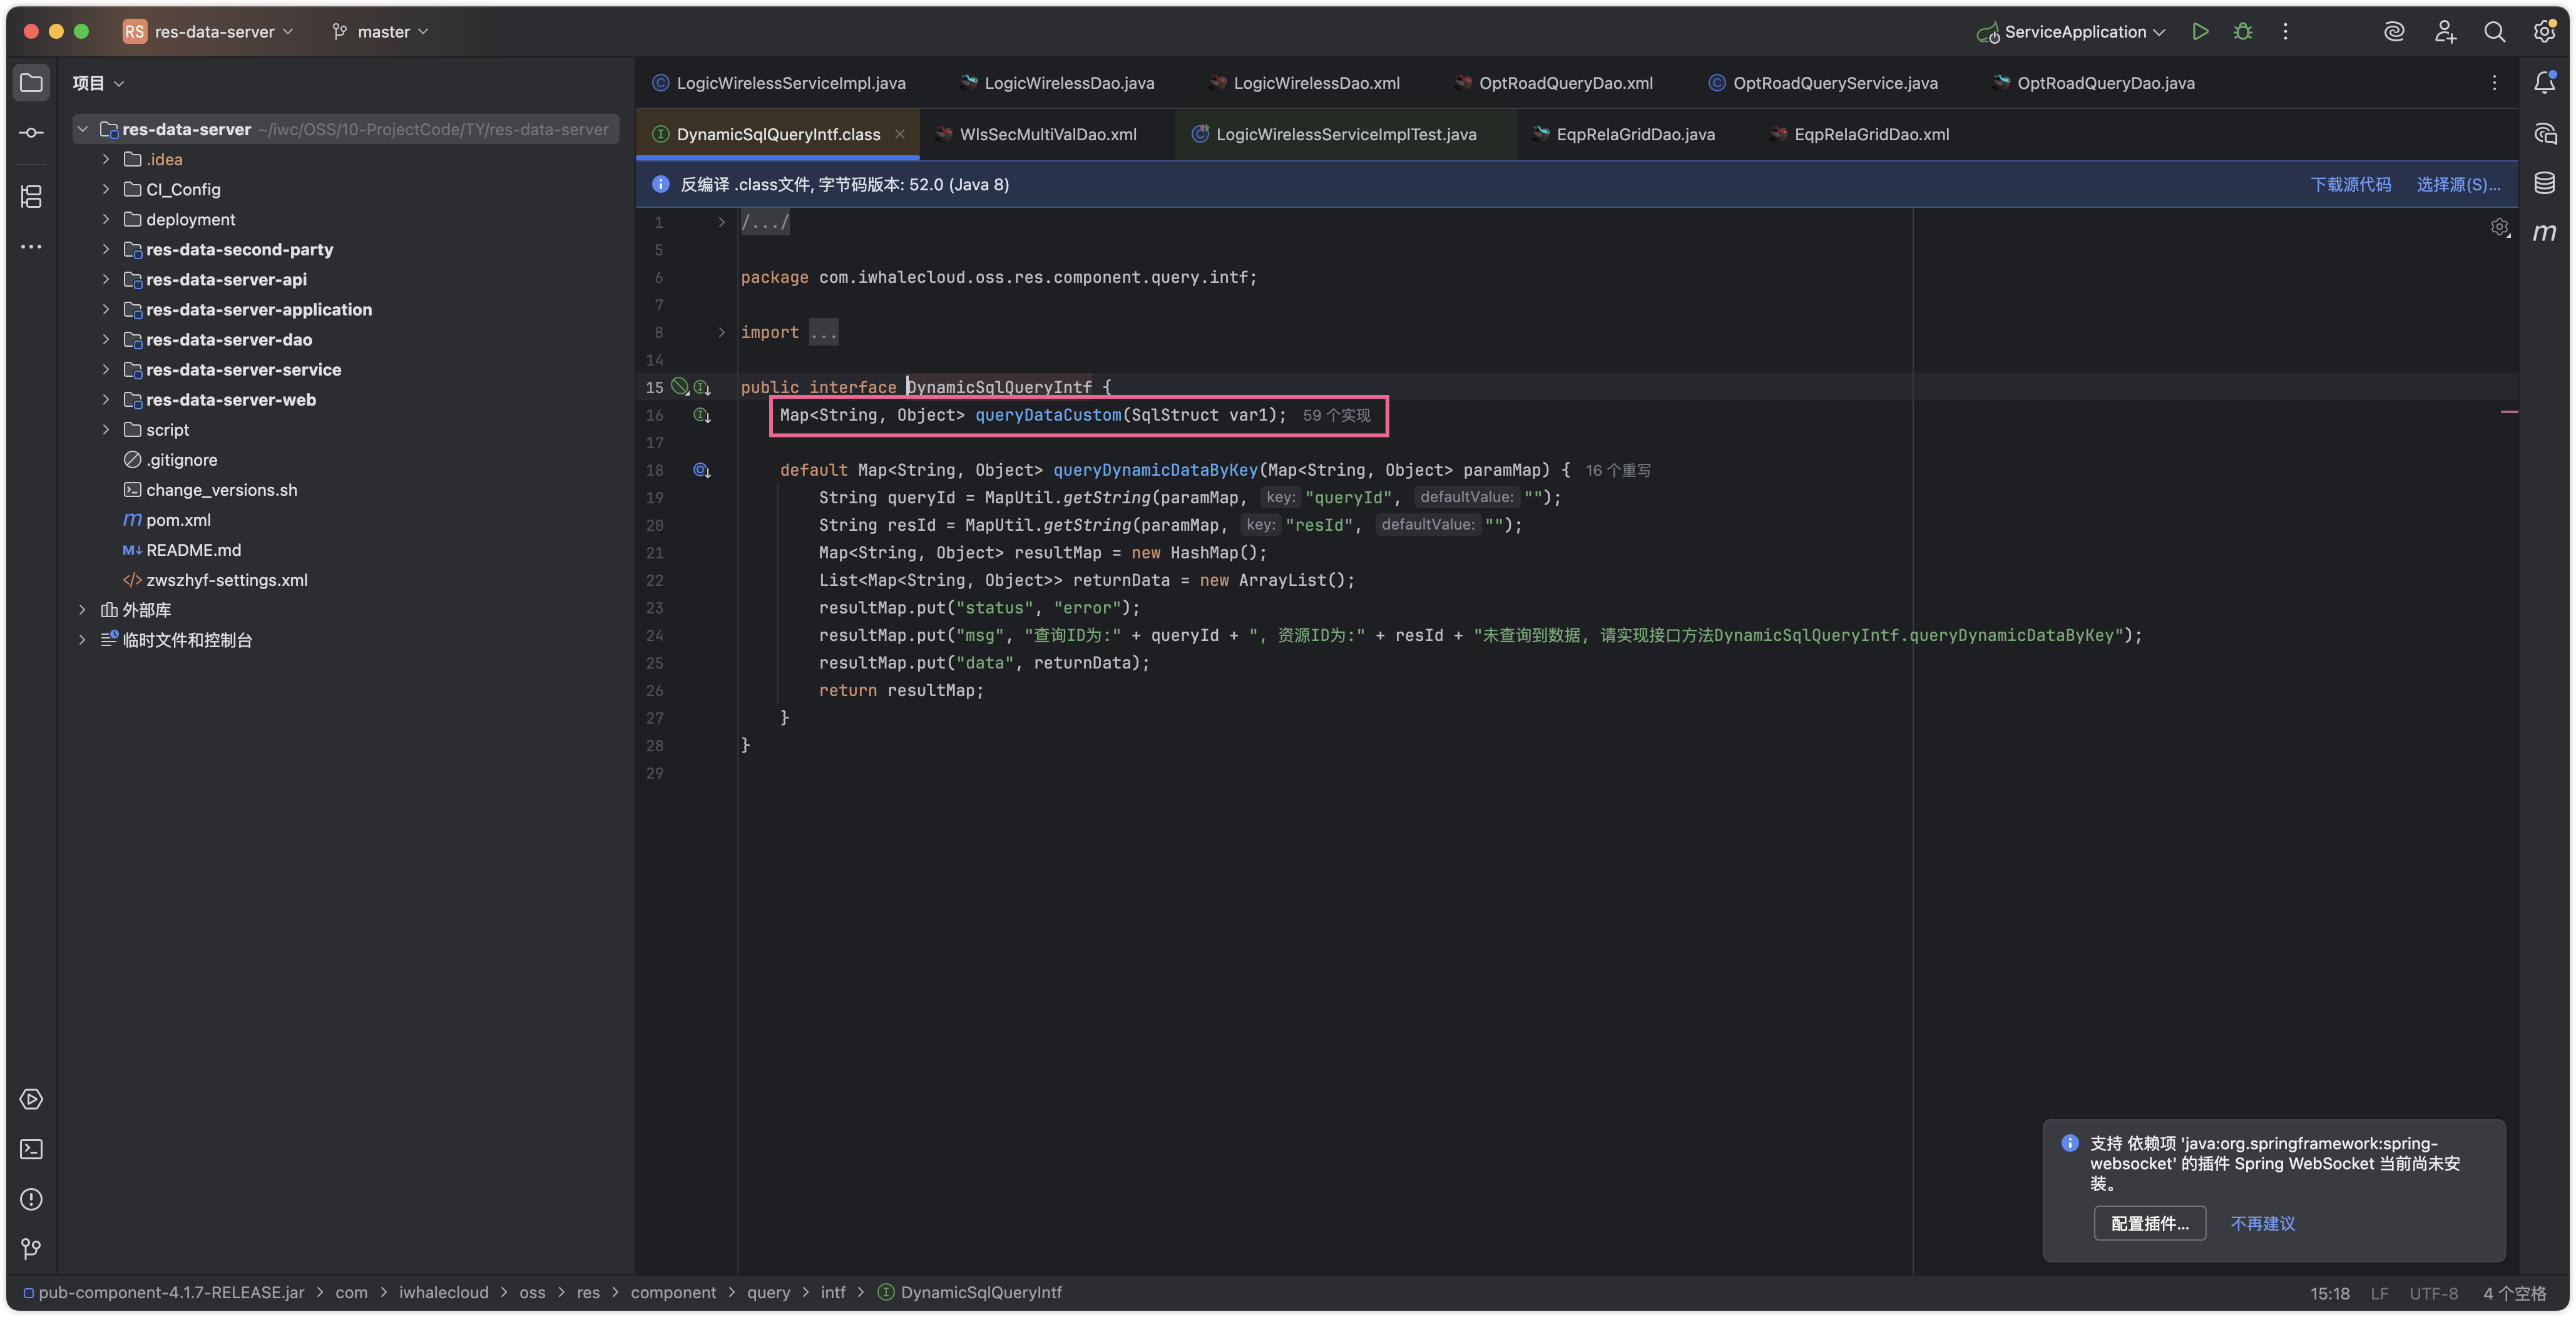 RS res-data-server master ServiceApplication
项目
LogicWirelessServiceImpl.java LogicWirelessDao.java LogicWirelessDao.xml OptRoadQueryDao.xml OptRoadQueryService.java OptRoadQueryDao.java
DynamicSqlQueryIntf.class WlsSecMultiValDao.xml LogicWirelessServiceImplTest.java EqpRelaGridDao.java EqpRelaGridDao.xml
反编译 .class文件, 字节码版本: 52.0 (Java 8) 下载源代码 选择源(S)...
res-data-server ~/iwc/OSS/10-ProjectCode/TY/res-data-server
.idea
CI_Config
deployment
res-data-second-party
res-data-server-api
res-data-server-application
res-data-server-dao
res-data-server-service
res-data-server-web
script
.gitignore
change_versions.sh
m pom.xml
M↓ README.md
</> zwszhyf-settings.xml
外部库
临时文件和控制台
1 /.../
5
6 package com.iwhalecloud.oss.res.component.query.intf;
7
8 import ...
14
15 public interface DynamicSqlQueryIntf {
16 Map<String, Object> queryDataCustom(SqlStruct var1); 59 个实现
17
18 default Map<String, Object> queryDynamicDataByKey(Map<String, Object> paramMap) { 16 个重写
19 String queryId = MapUtil.getString(paramMap, key: "queryId", defaultValue: "");
20 String resId = MapUtil.getString(paramMap, key: "resId", defaultValue: "");
21 Map<String, Object> resultMap = new HashMap();
22 List<Map<String, Object>> returnData = new ArrayList();
23 resultMap.put("status", "error");
24 resultMap.put("msg", "查询ID为:" + queryId + ", 资源ID为:" + resId + "未查询到数据, 请实现接口方法DynamicSqlQueryIntf.queryDynamicDataByKey");
25 resultMap.put("data", returnData);
26 return resultMap;
27 }
28 }
29
m
支持 依赖项 'java:org.springframework:spring-
websocket' 的插件 Spring WebSocket 当前尚未安
装。
配置插件... 不再建议
pub-component-4.1.7-RELEASE.jar > com > iwhalecloud > oss > res > component > query > intf > DynamicSqlQueryIntf 15:18 LF UTF-8 4 个空格